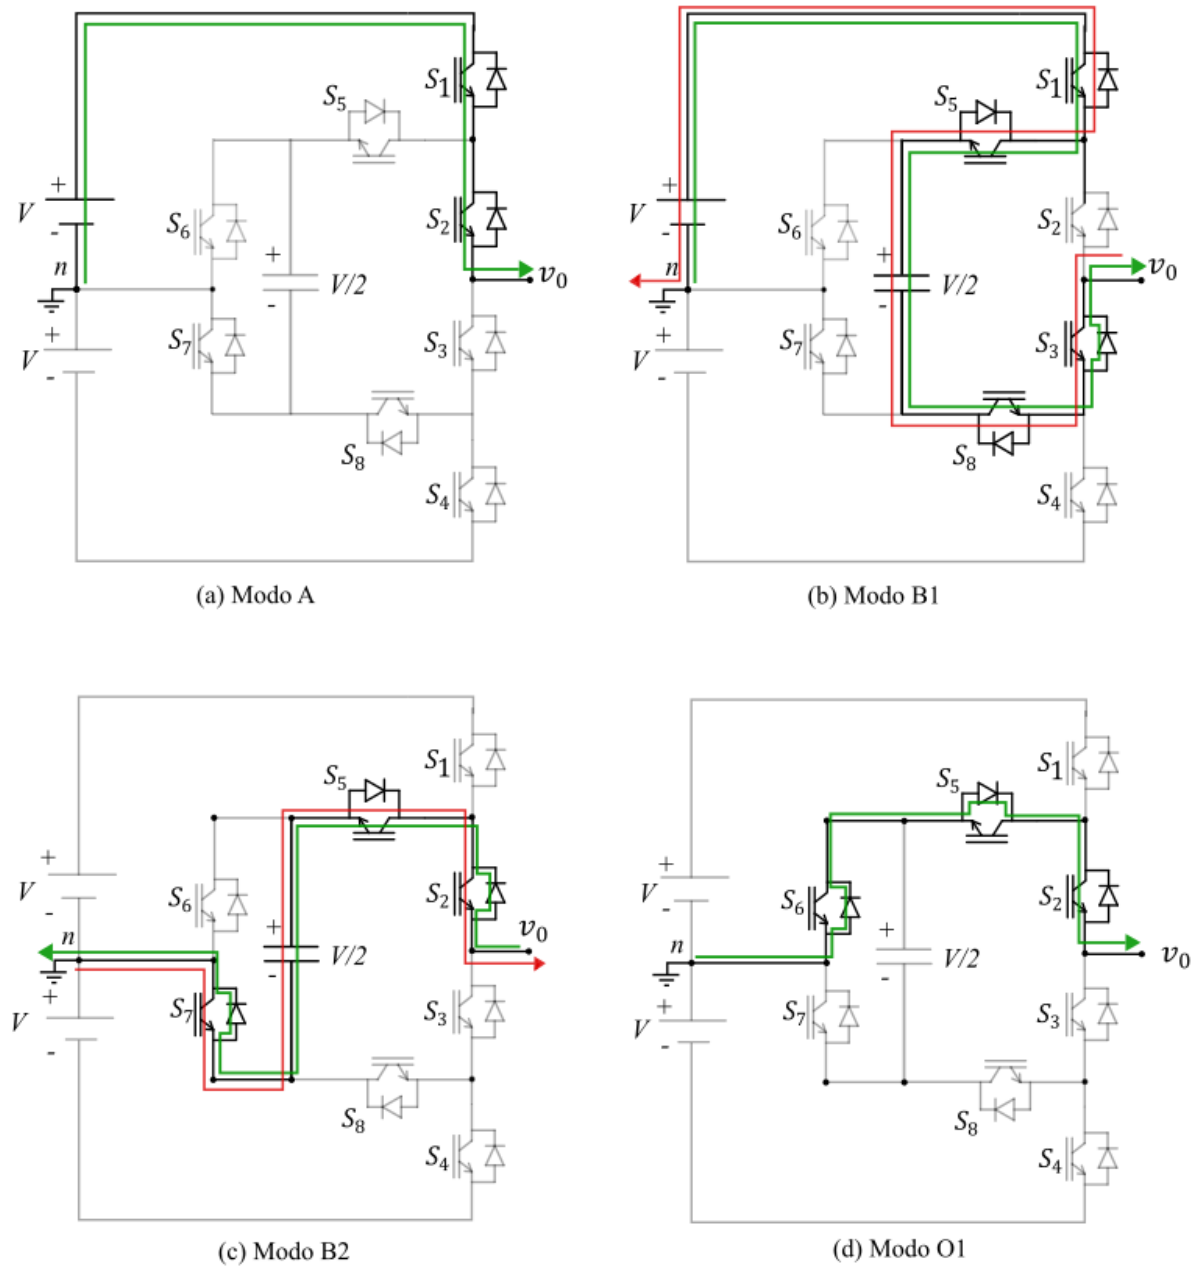 S1
S5
+
V
-
S6
+
S2
n
V/2
-
v0
+
V
-
S7
S3
S8
S4
(a) Modo A
S1
S5
+
V
-
S6
+
S2
n
V/2
-
v0
+
V
-
S7
S3
S8
S4
(b) Modo B1
S1
S5
+
V
-
S6
+
S2
n
V/2
-
v0
+
V
-
S7
S3
S8
S4
(c) Modo B2
S1
S5
+
V
-
S6
+
S2
n
V/2
-
v0
+
V
-
S7
S3
S8
S4
(d) Modo O1